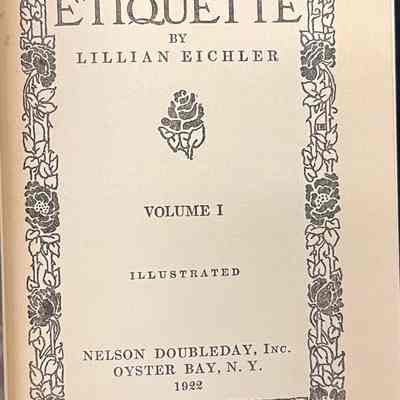 ETIQUETTE
BY
LILLIAN EICHLER
VOLUME I
ILLUSTRATED
NELSON DOUBLEDAY, INC.
OYSTER BAY, N. Y.
1922